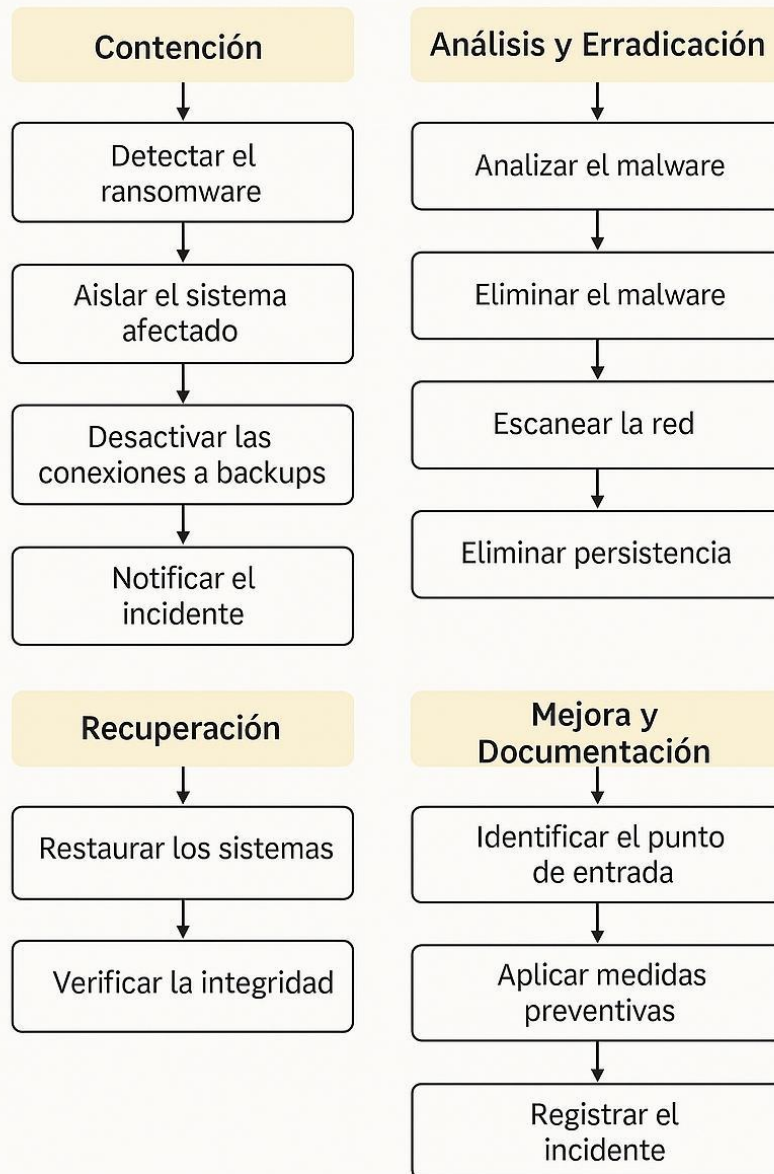 Contención
Detectar el
ransomware
Aislar el sistema
afectado
Desactivar las
conexiones a backups
Notificar el
incidente
Análisis y Erradicación
Analizar el malware
Eliminar el malware
Escanear la red
Eliminar persistencia
Recuperación
Restaurar los sistemas
Verificar la integridad
Mejora y
Documentación
Identificar el punto
de entrada
Aplicar medidas
preventivas
Registrar el
incidente